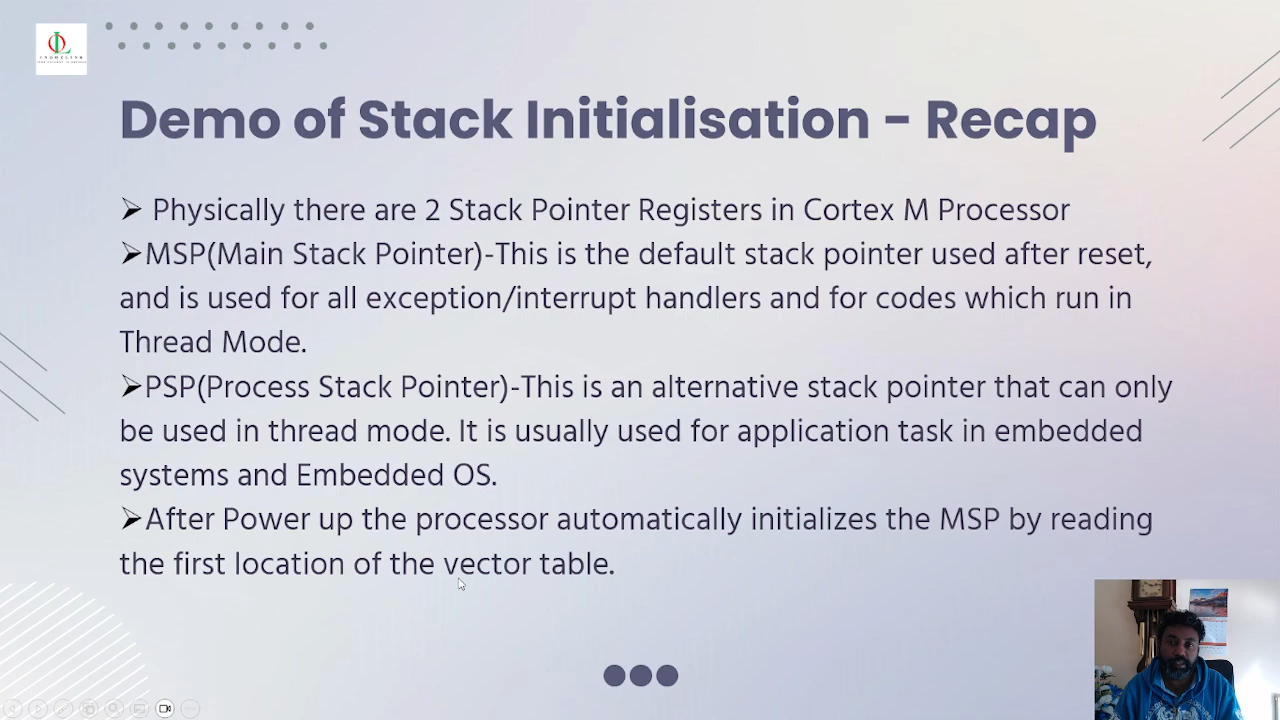 Demo of Stack Initialisation - Recap
➢ Physically there are 2 Stack Pointer Registers in Cortex M Processor
➢MSP(Main Stack Pointer)-This is the default stack pointer used after reset,
and is used for all exception/interrupt handlers and for codes which run in
Thread Mode.
➢PSP(Process Stack Pointer)-This is an alternative stack pointer that can only
be used in thread mode. It is usually used for application task in embedded
systems and Embedded OS.
➢After Power up the processor automatically initializes the MSP by reading
the first location of the vector table.